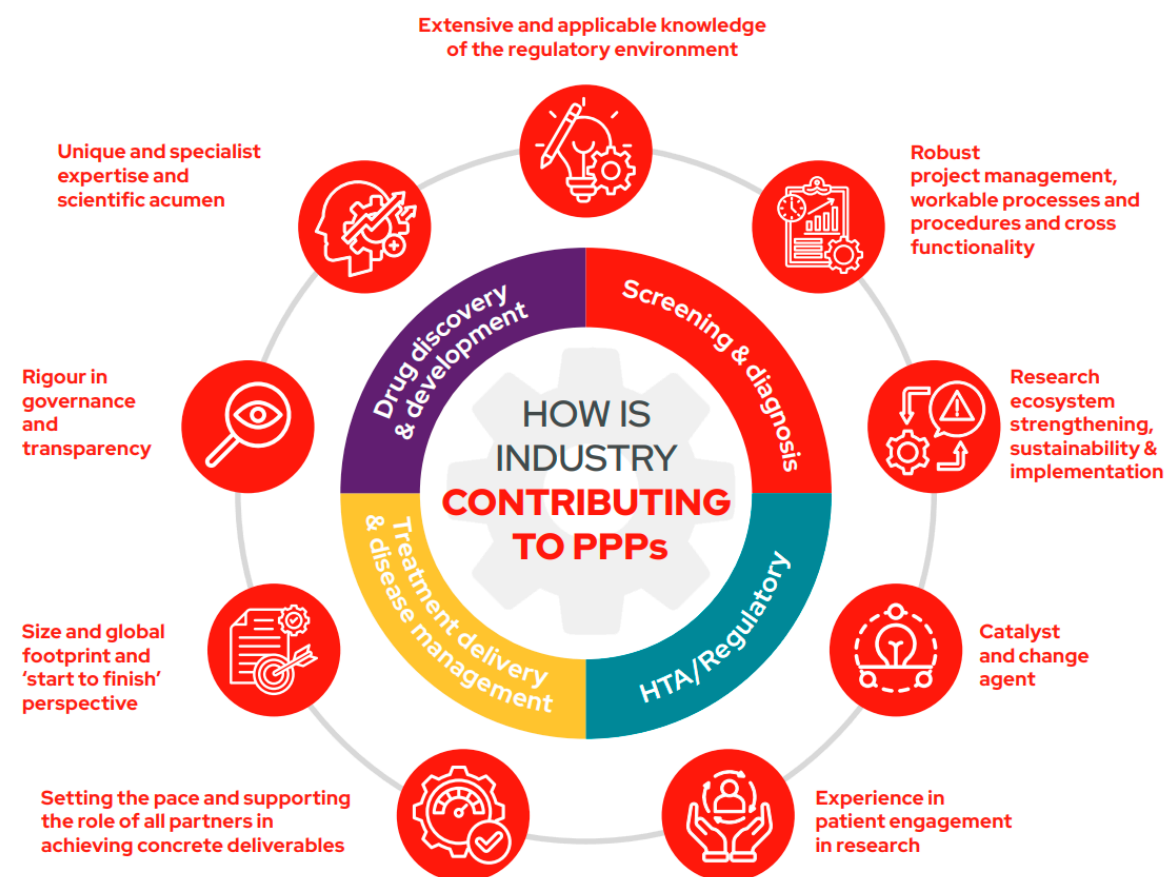 Extensive and applicable knowledge
of the regulatory environment
Unique and specialist
expertise and
scientific acumen
Robust
project management,
workable processes and
procedures and cross
functionality
Drug discovery
& development
Screening & diagnosis
Rigour in
governance
and
transparency
HOW IS
INDUSTRY
CONTRIBUTING
TO PPPs
Research
ecosystem
strengthening,
sustainability &
implementation
Treatment delivery
& disease management
HTA/Regulatory
Size and global
footprint and
‘start to finish’
perspective
Catalyst
and change
agent
Setting the pace and supporting
the role of all partners in
achieving concrete deliverables
Experience in
patient engagement
in research